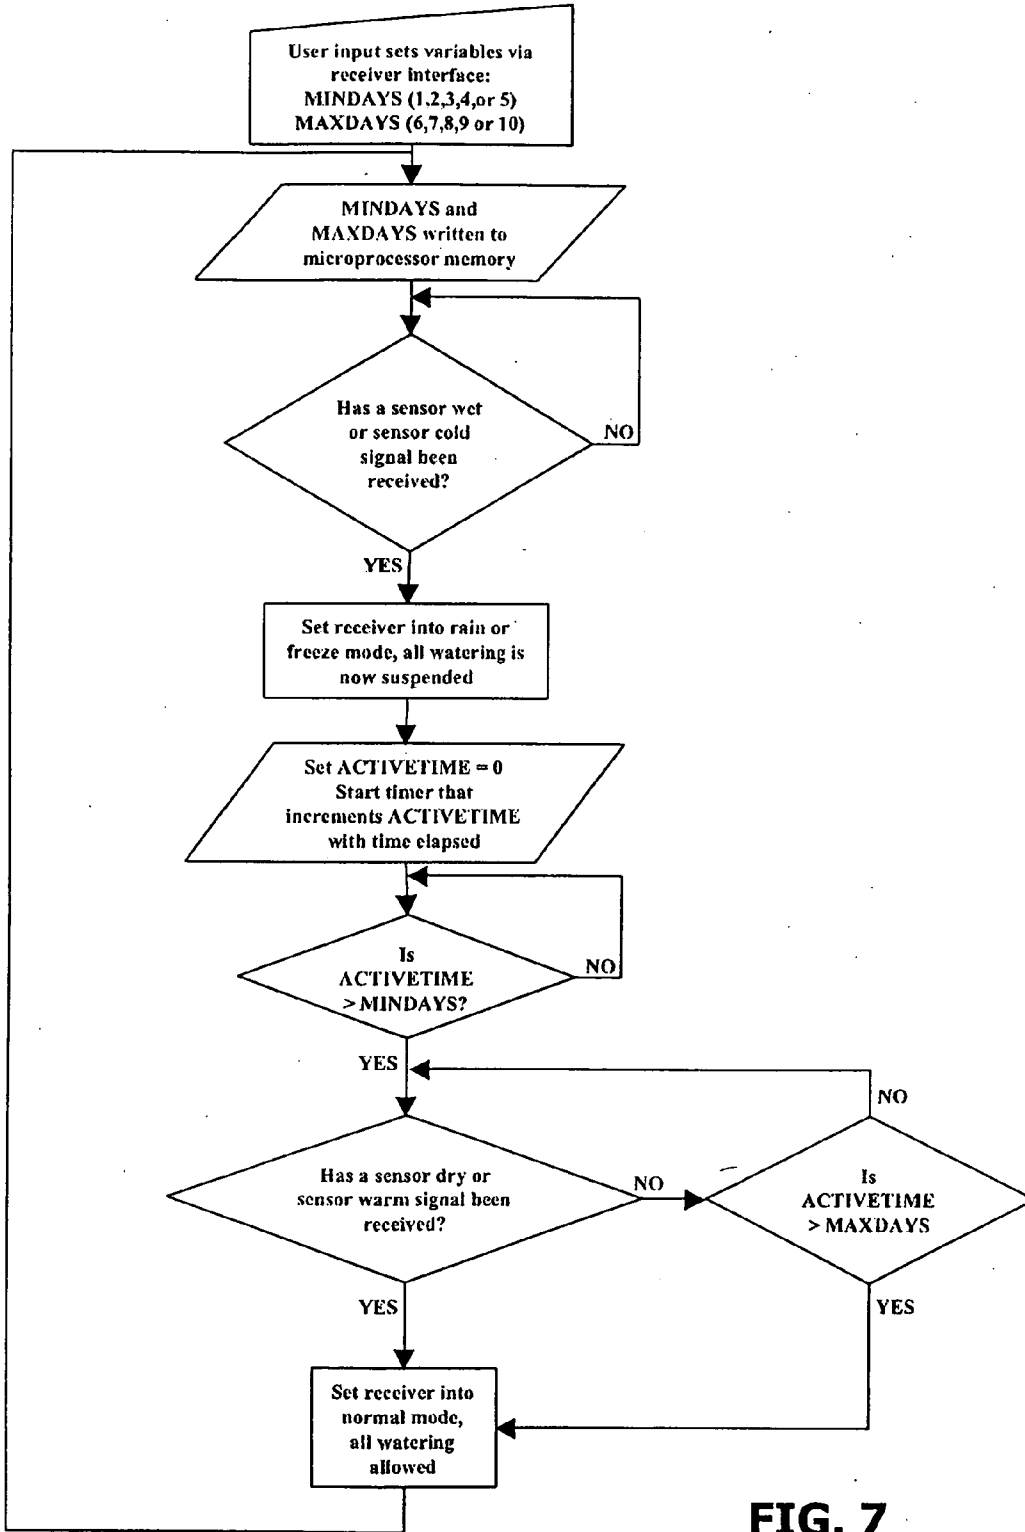 User input sets variables via
receiver interface:
MINDAYS (1,2,3,4,or 5)
MAXDAYS (6,7,8,9 or 10)
MINDAYS and
MAXDAYS written to
microprocessor memory
Has a sensor wet
or sensor cold
signal been
received?
NO
YES
Set receiver into rain or
freeze mode, all watering is
now suspended
Set ACTIVETIME = 0
Start timer that
increments ACTIVETIME
with time elapsed
Is
ACTIVETIME
> MINDAYS?
NO
YES
Has a sensor dry or
sensor warm signal been
received?
NO
Is
ACTIVETIME
> MAXDAYS
NO
YES
YES
Set receiver into
normal mode,
all watering
allowed
FIG. 7